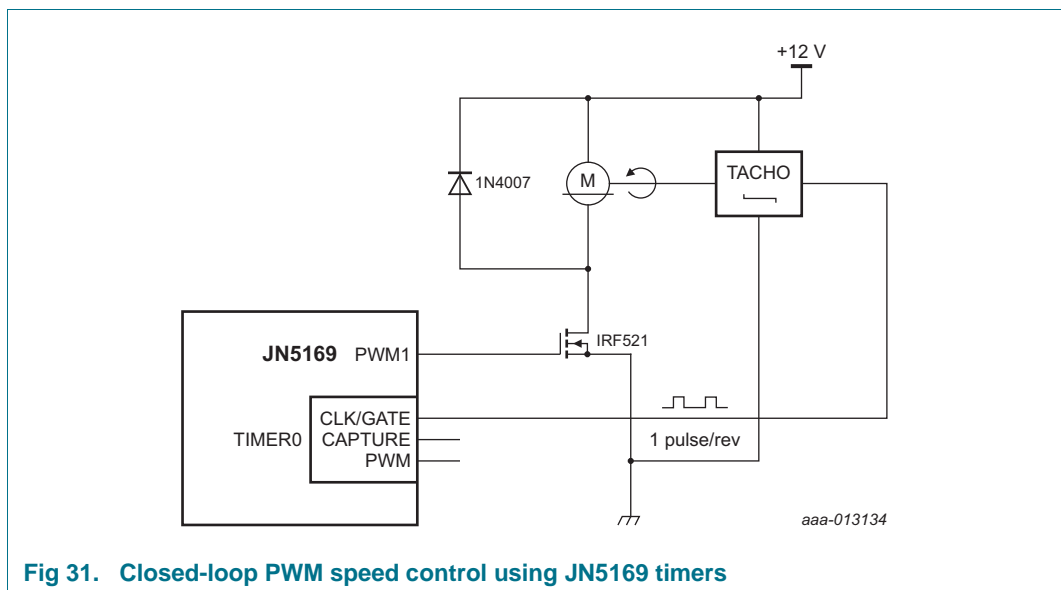 +12 V
1N4007
M
TACHO
IRF521
JN5169 PWM1
CLK/GATE
TIMER0 CAPTURE
PWM
1 pulse/rev
aaa-013134
Fig 31. Closed-loop PWM speed control using JN5169 timers